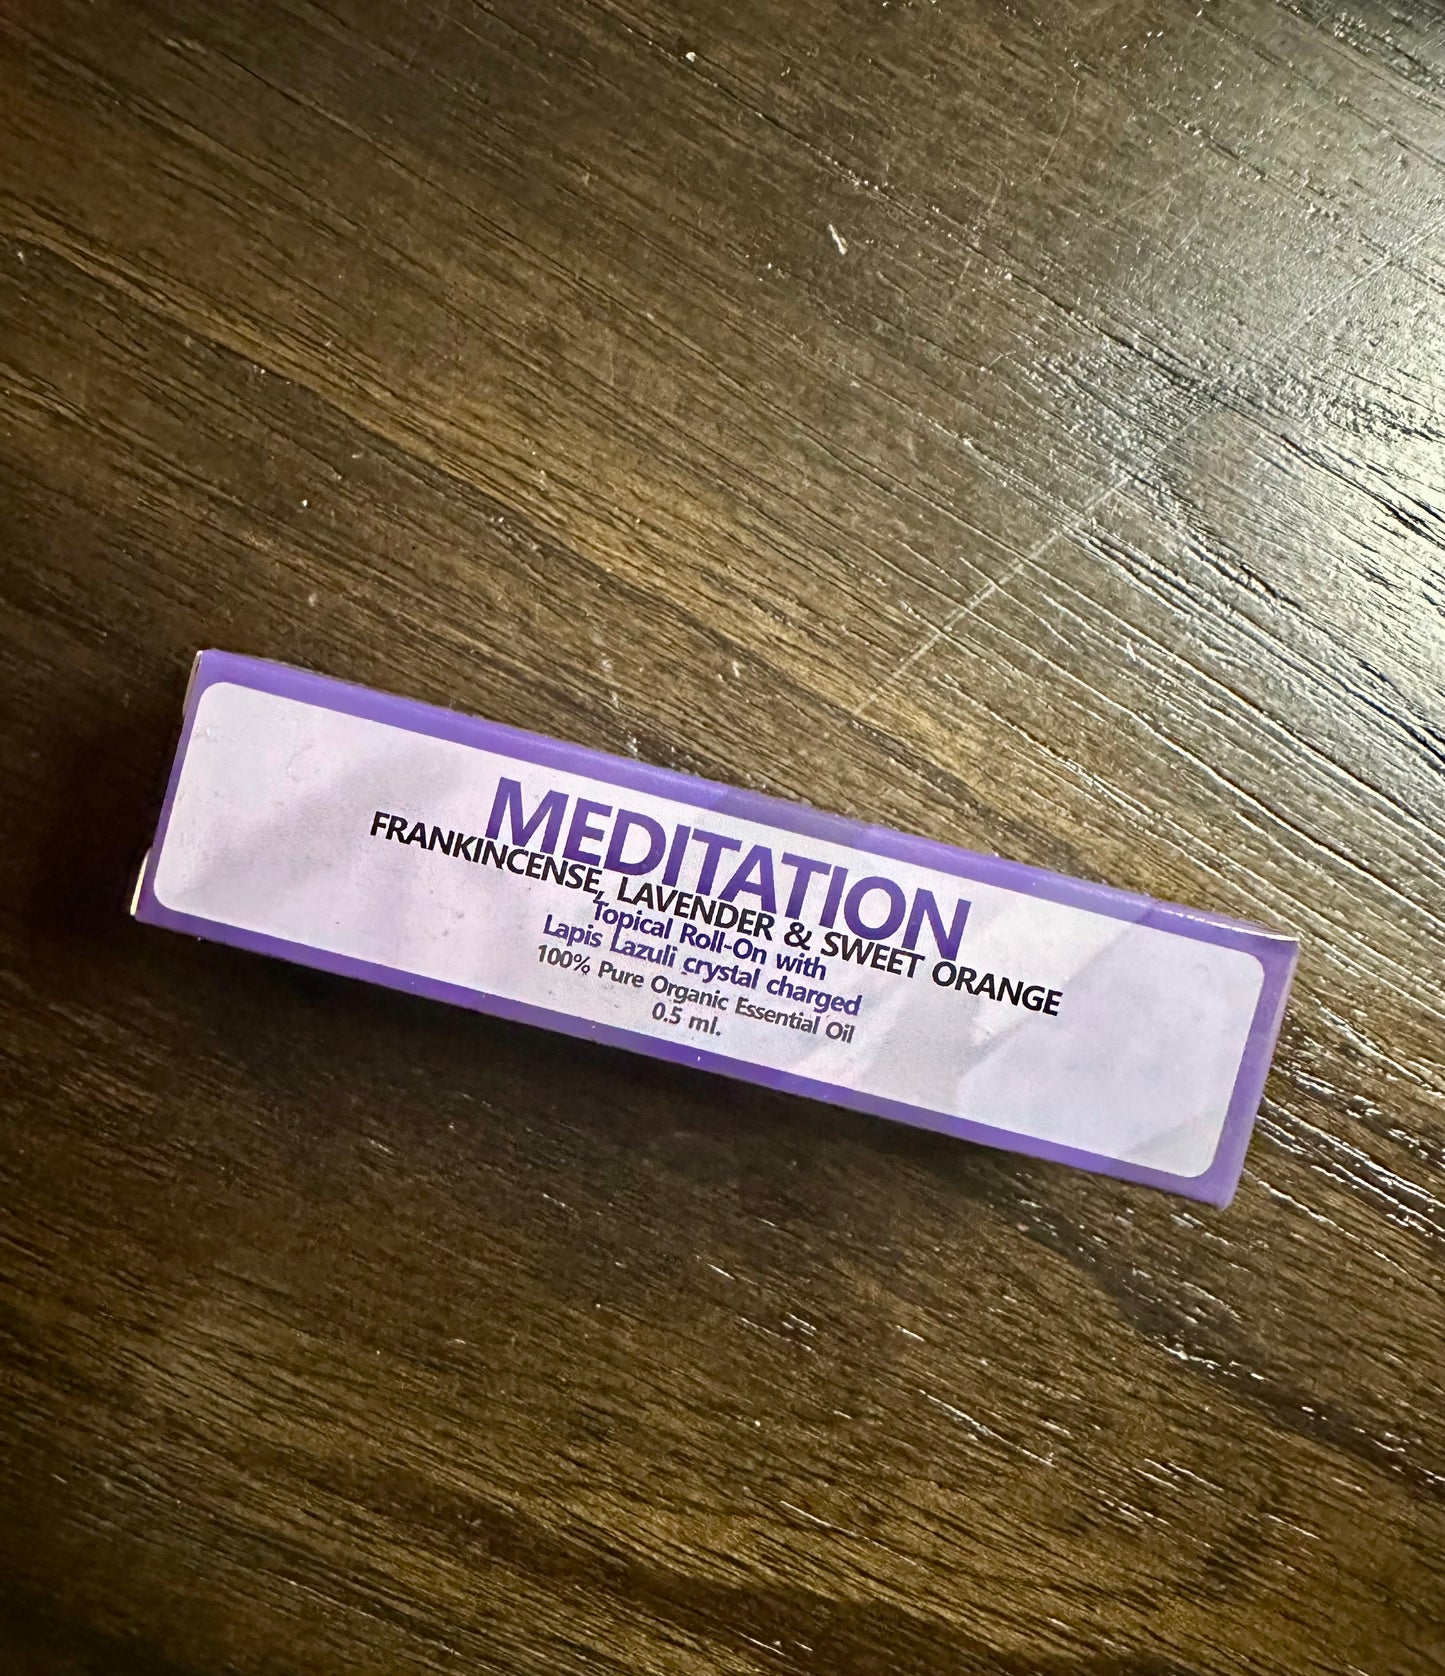 MEDITATION
FRANKINCENSE, LAVENDER & SWEET ORANGE
Topical Roll-On with
Lapis Lazuli crystal charged
100% Pure Organic Essential Oil
0.5 ml.